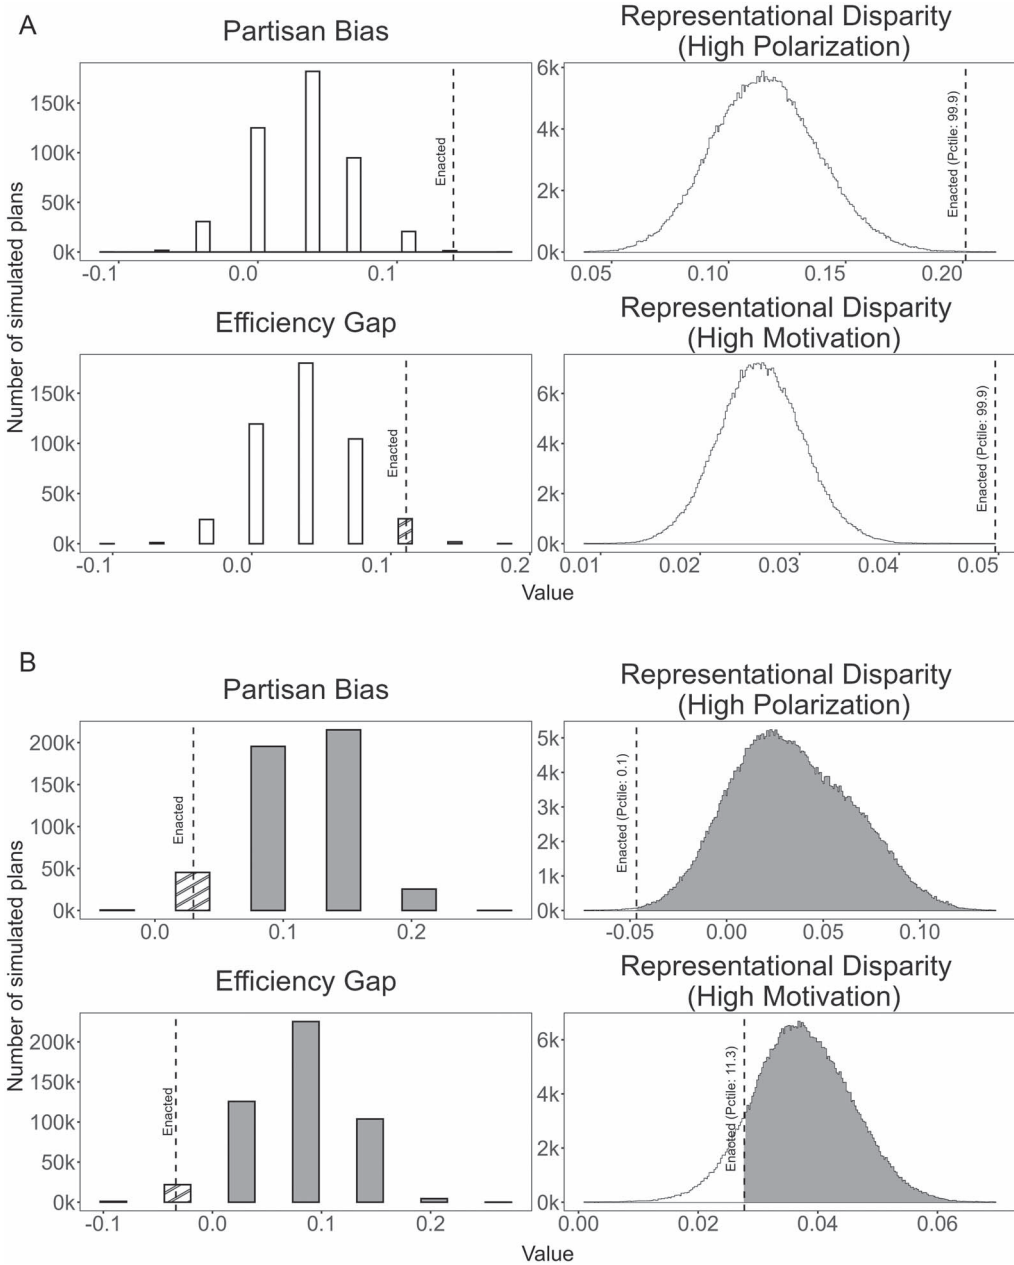 A
Partisan Bias
Representational Disparity
(High Polarization)
Number of simulated plans
150k
100k
50k
0k
Enacted
-0.1
0.0
0.1
6k
4k
2k
0k
Enacted (Pctile: 99.9)
0.05
0.10
0.15
0.20
Efficiency Gap
Representational Disparity
(High Motivation)
150k
100k
50k
0k
Enacted
-0.1
0.0
0.1
0.2
6k
4k
2k
0k
Enacted (Pctile: 99.9)
0.01
0.02
0.03
0.04
0.05
Value
B
Partisan Bias
Representational Disparity
(High Polarization)
Number of simulated plans
200k
150k
100k
50k
0k
Enacted
0.0
0.1
0.2
5k
4k
3k
2k
1k
0k
Enacted (Pctile: 0.1)
-0.05
0.00
0.05
0.10
Efficiency Gap
Representational Disparity
(High Motivation)
200k
150k
100k
50k
0k
Enacted
-0.1
0.0
0.1
0.2
6k
4k
2k
0k
Enacted (Pctile: 11.3)
0.00
0.02
0.04
0.06
Value